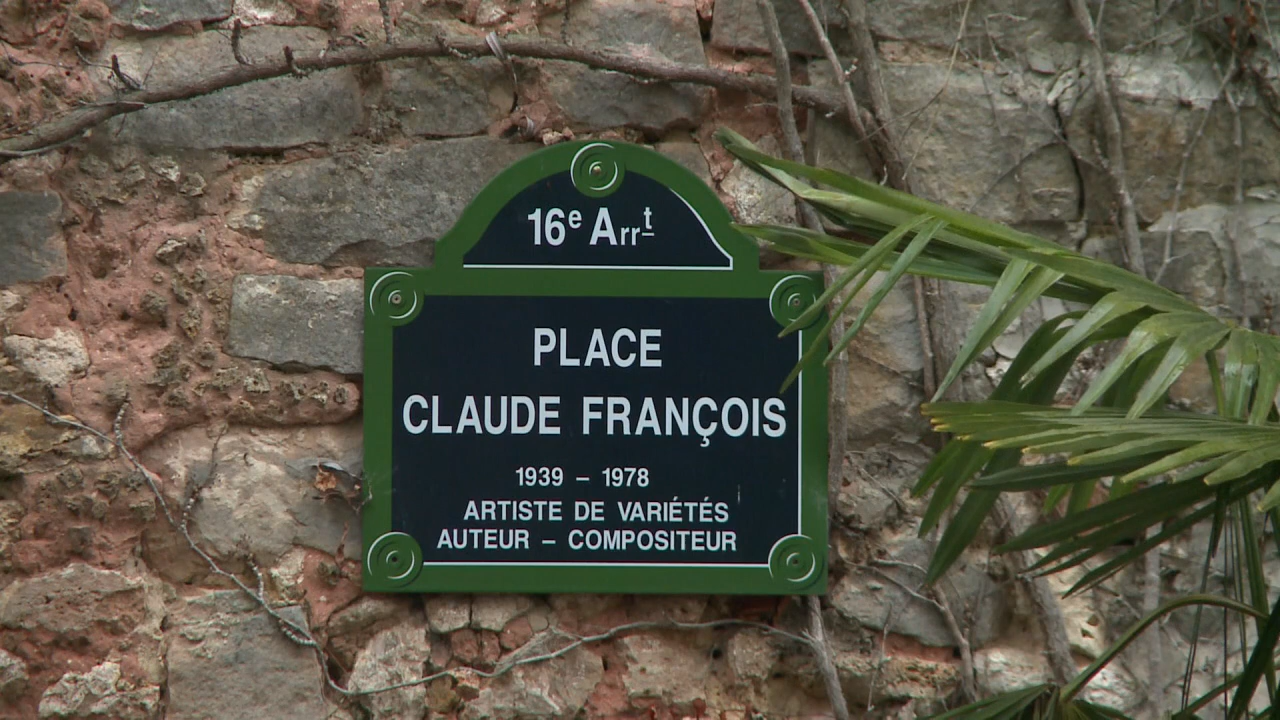 16e Arrt
PLACE
CLAUDE FRANÇOIS
1939 – 1978
ARTISTE DE VARIÉTÉS
AUTEUR – COMPOSITEUR